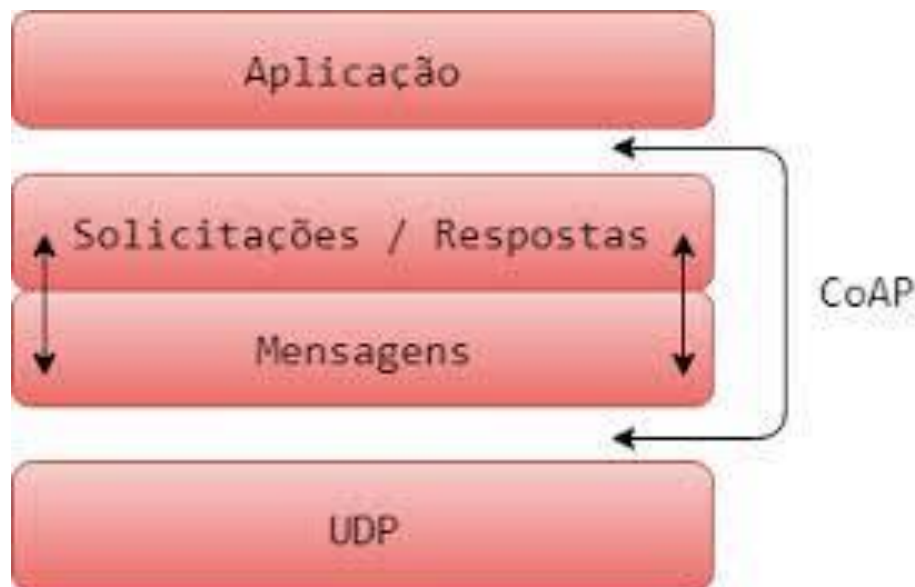 Aplicação
Solicitações / Respostas
CoAP
Mensagens
UDP